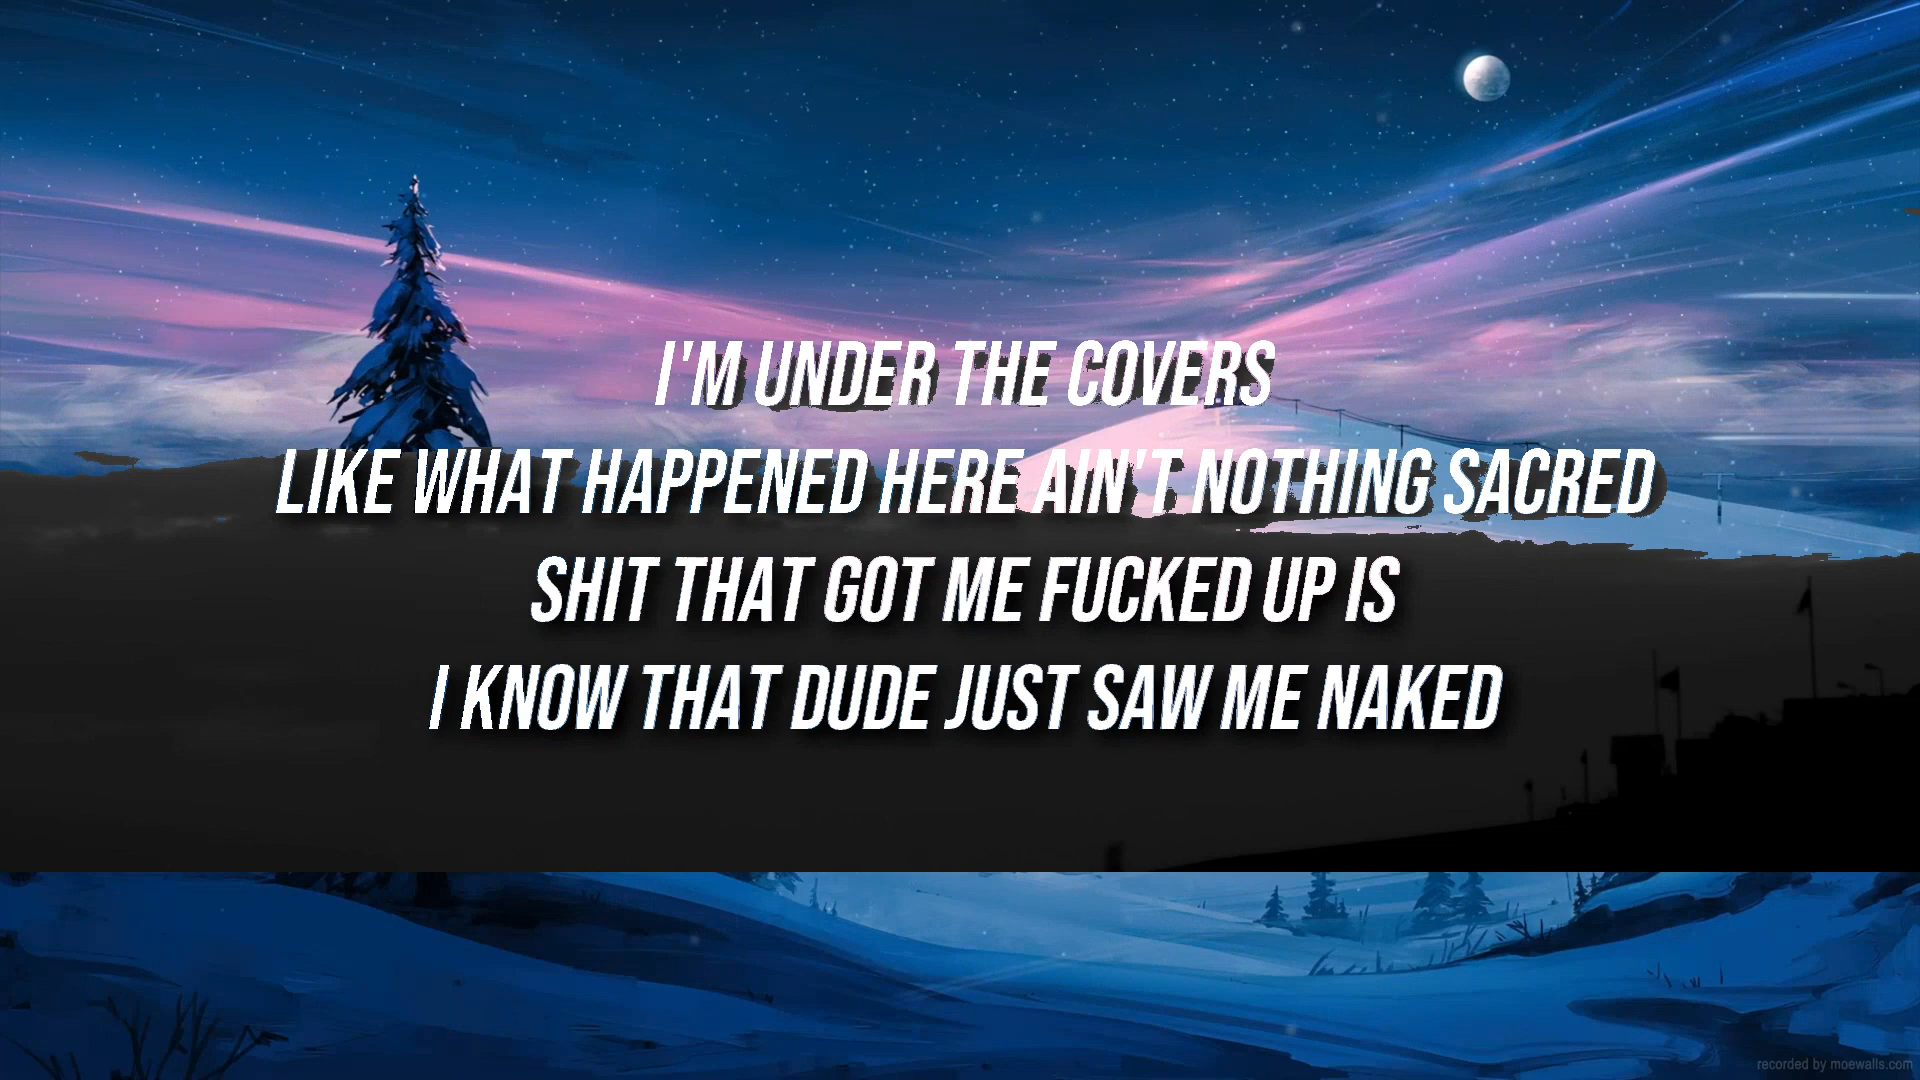 I'M UNDER THE COVERS
LIKE WHAT HAPPENED HERE AIN'T NOTHING SACRED
SHIT THAT GOT ME FUCKED UP IS
I KNOW THAT DUDE JUST SAW ME NAKED
recorded by moewalls.com